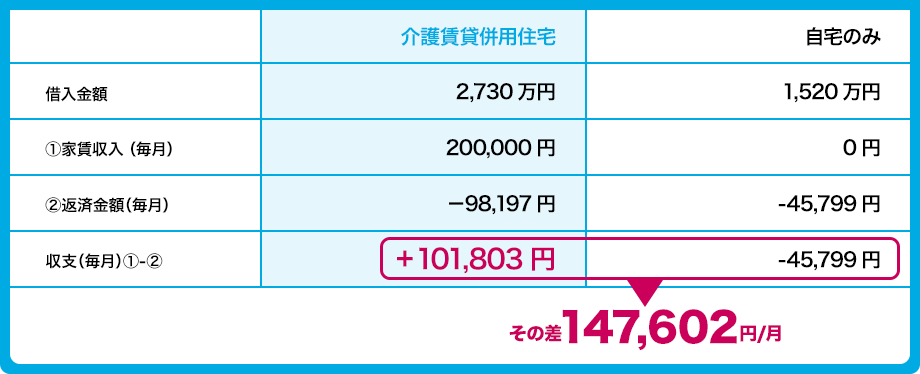 介護賃貸併用住宅 自宅のみ
借入金額 2,730 万円 1,520 万円
①家賃収入（毎月） 200,000 円 0 円
②返済金額(毎月) −98,197 円 -45,799 円
収支(毎月)①-② +101,803 円 -45,799 円
その差147,602円/月